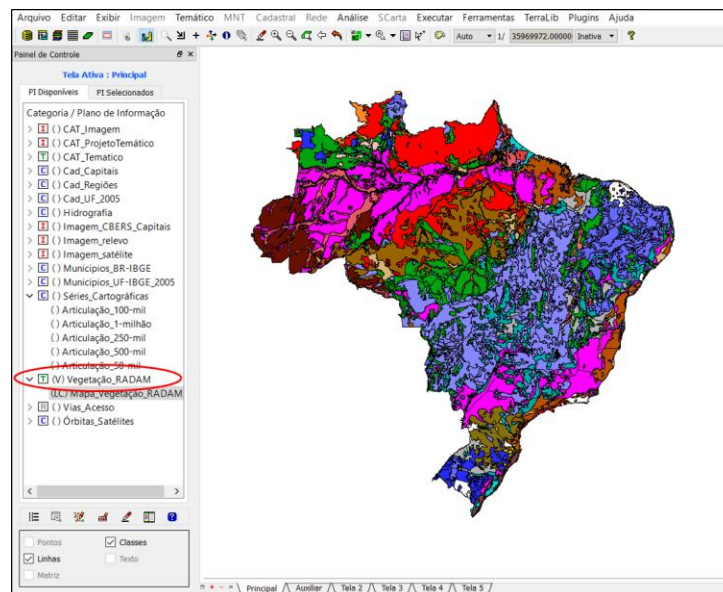 Arquivo Editar Exibir Imagem Temático MNT Cadastral Rede Análise SCarta Executar Ferramentas TerraLib Plugins Ajuda
Auto 1/ 35969972.00000 Inativa
Painel de Controle
Tela Ativa : Principal
PI Disponíveis PI Selecionados
Categoria / Plano de Informação
( ) CAT_Imagem
( ) CAT_ProjetoTemático
( ) CAT_Tematico
( ) Cad_Capitais
( ) Cad_Regiões
( ) Cad_UF_2005
( ) Hidrografia
( ) Imagem_CBERS_Capitais
( ) Imagem_relevo
( ) Imagem_satélite
( ) Municipios_BR-IBGE
( ) Municipios_UF-IBGE_2005
( ) Séries_Cartográficas
( ) Articulação_100-mil
( ) Articulação_1-milhão
( ) Articulação_250-mil
( ) Articulação_500-mil
( ) Articulação_50-mil
(V) Vegetação_RADAM
(LC) Mapa_Vegetação_RADAM
( ) Vias_Acesso
( ) Órbitas_Satélites
Pontos Classes
Linhas Texto
Matriz
Principal Auxiliar Tela 2 Tela 3 Tela 4 Tela 5